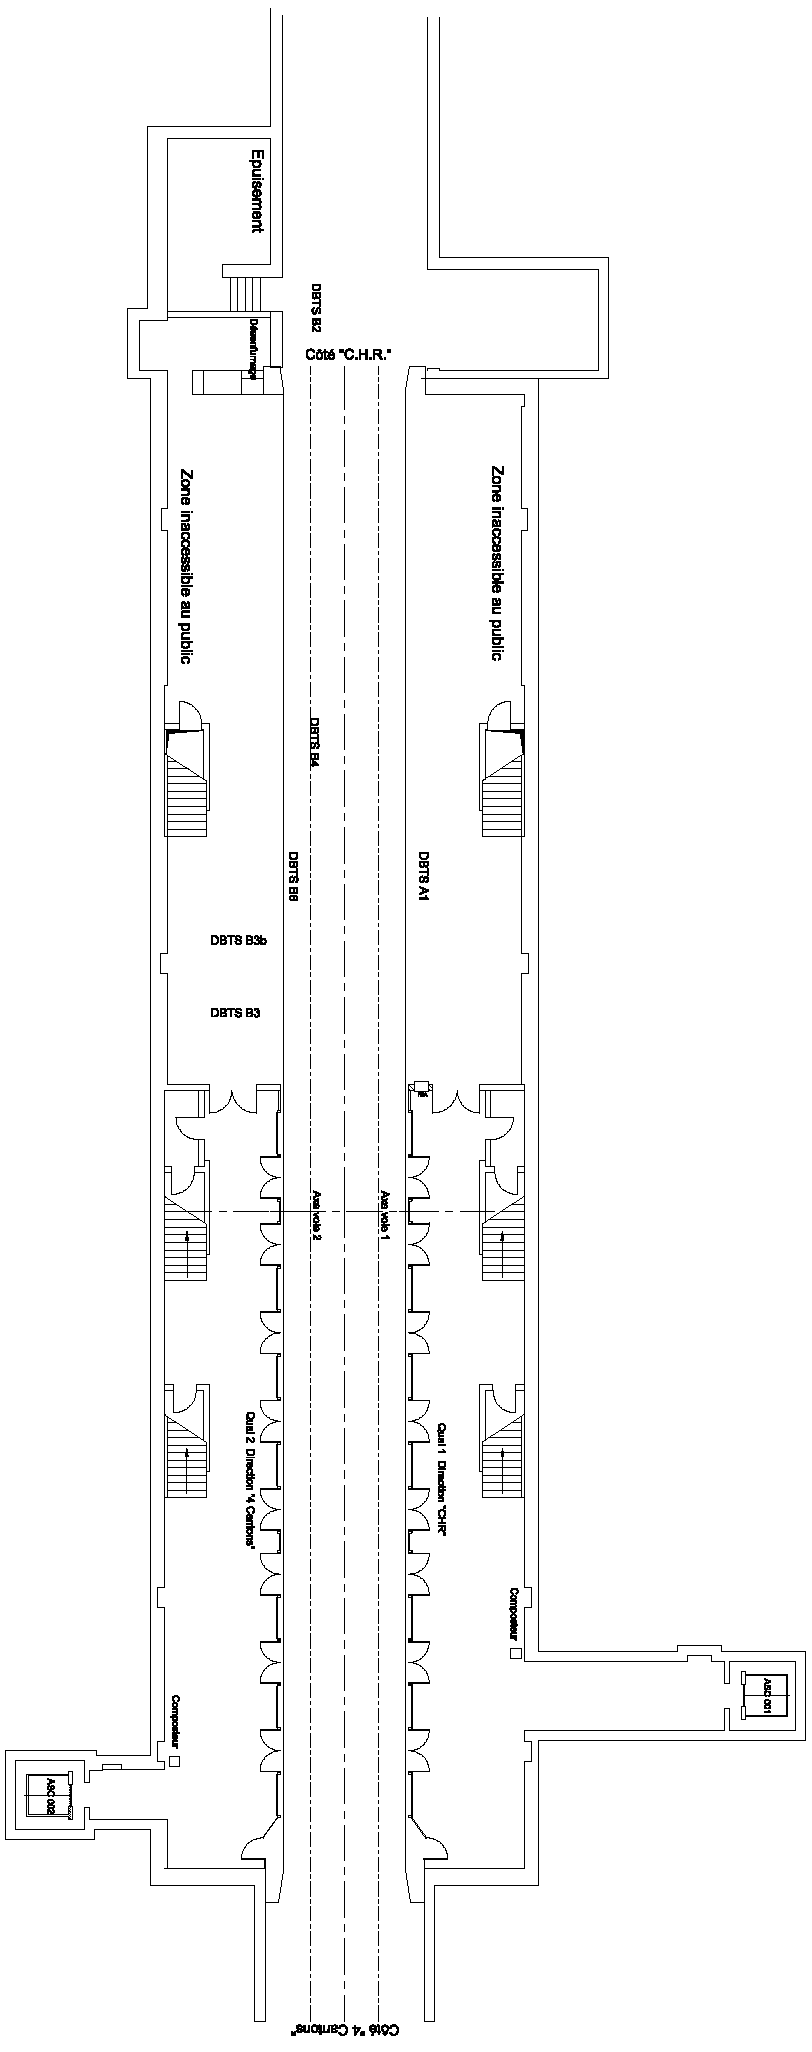 Epuisement
DBTS B2
Désenfumage
Côté "C.H.R."
Zone inaccessible au public
Zone inaccessible au public
DBTS B4
DBTS B6
DBTS A1
DBTS B3b
DBTS B3
Axe voie 2
Axe voie 1
Quai 2 Direction "4 Cantons"
Quai 1 Direction "CHR"
Composteur
ASC 001
Composteur
ASC 002
Côté "4 Cantons"